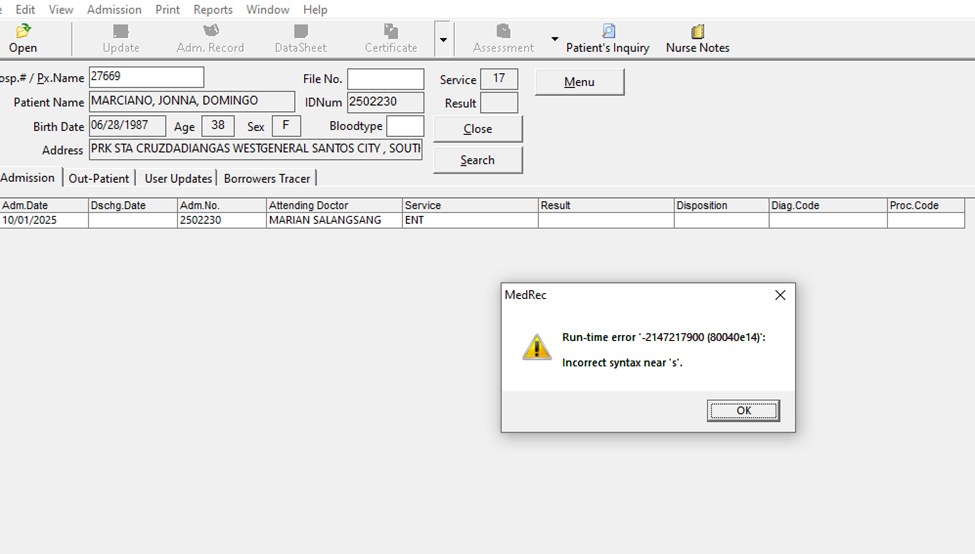 e Edit View Admission Print Reports Window Help
Open Update Adm. Record DataSheet Certificate Assessment Patient's Inquiry Nurse Notes
osp.# / Px.Name 27669 File No. Service 17 Menu
Patient Name MARCIANO, JONNA, DOMINGO IDNum 2502230 Result
Birth Date 06/28/1987 Age 38 Sex F Bloodtype Close
Address PRK STA CRUZDADIANGAS WESTGENERAL SANTOS CITY , SOUTH Search
Admission Out-Patient User Updates Borrowers Tracer
Adm.Date Dschg.Date Adm.No. Attending Doctor Service Result Disposition Diag.Code Proc.Code
10/01/2025 2502230 MARIAN SALANGSANG ENT
MedRec
Run-time error '-2147217900 (80040e14)':
Incorrect syntax near 's'.
OK